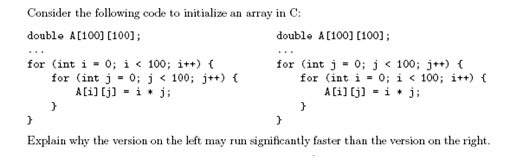 Consider the following code to initialize an array in C:
double A[100][100];    double A[100][100];
...    ...
for (int i = 0; i < 100; i++) {    for (int j = 0; j < 100; j++) {
for (int j = 0; j < 100; j++) {    for (int i = 0; i < 100; i++) {
A[i][j] = i * j;    A[i][j] = i * j;
}    }
}    }
Explain why the version on the left may run significantly faster than the version on the right.